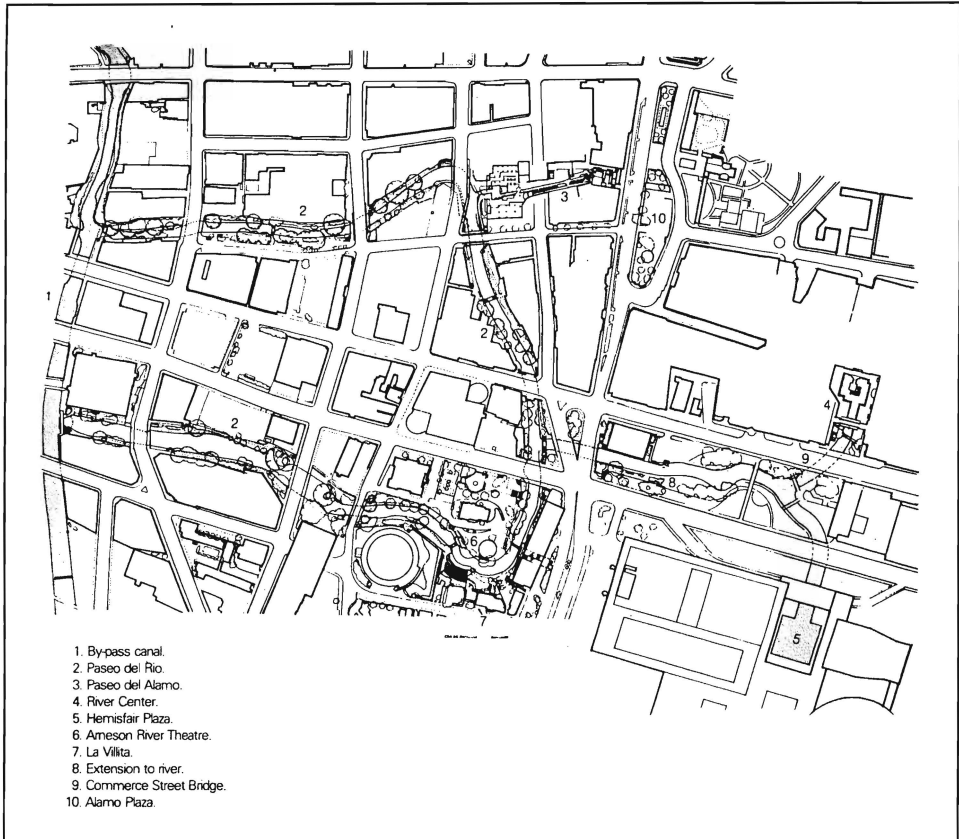 2
3
10
1
2
4
2
9
8
6
7
5
1. By-pass canal.
2. Paseo del Rio.
3. Paseo del Alamo.
4. River Center.
5. Hemisfair Plaza.
6. Arneson River Theatre.
7. La Villita.
8. Extension to river.
9. Commerce Street Bridge.
10. Alamo Plaza.